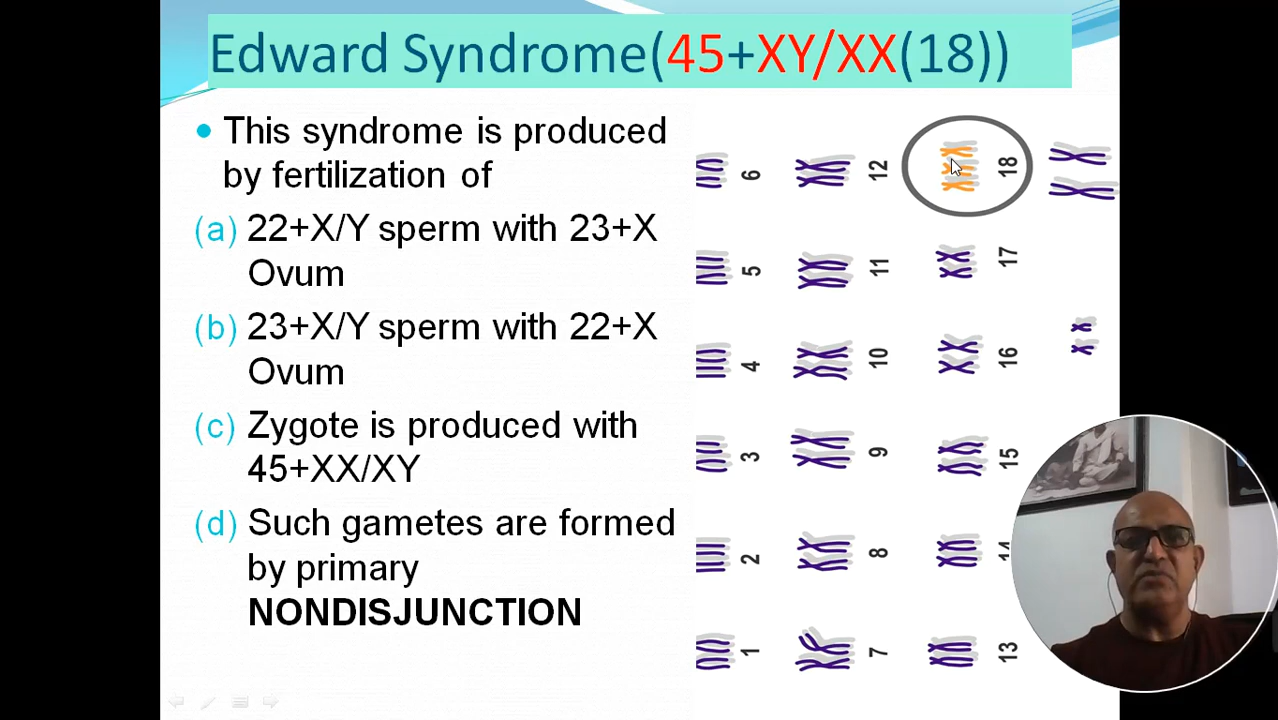 Edward Syndrome(45+XY/XX(18))
This syndrome is produced
by fertilization of
(a) 22+X/Y sperm with 23+X
Ovum
(b) 23+X/Y sperm with 22+X
Ovum
(c) Zygote is produced with
45+XX/XY
(d) Such gametes are formed
by primary
NONDISJUNCTION
6
12
18
5
11
17
4
10
16
3
9
15
2
8
14
1
7
13